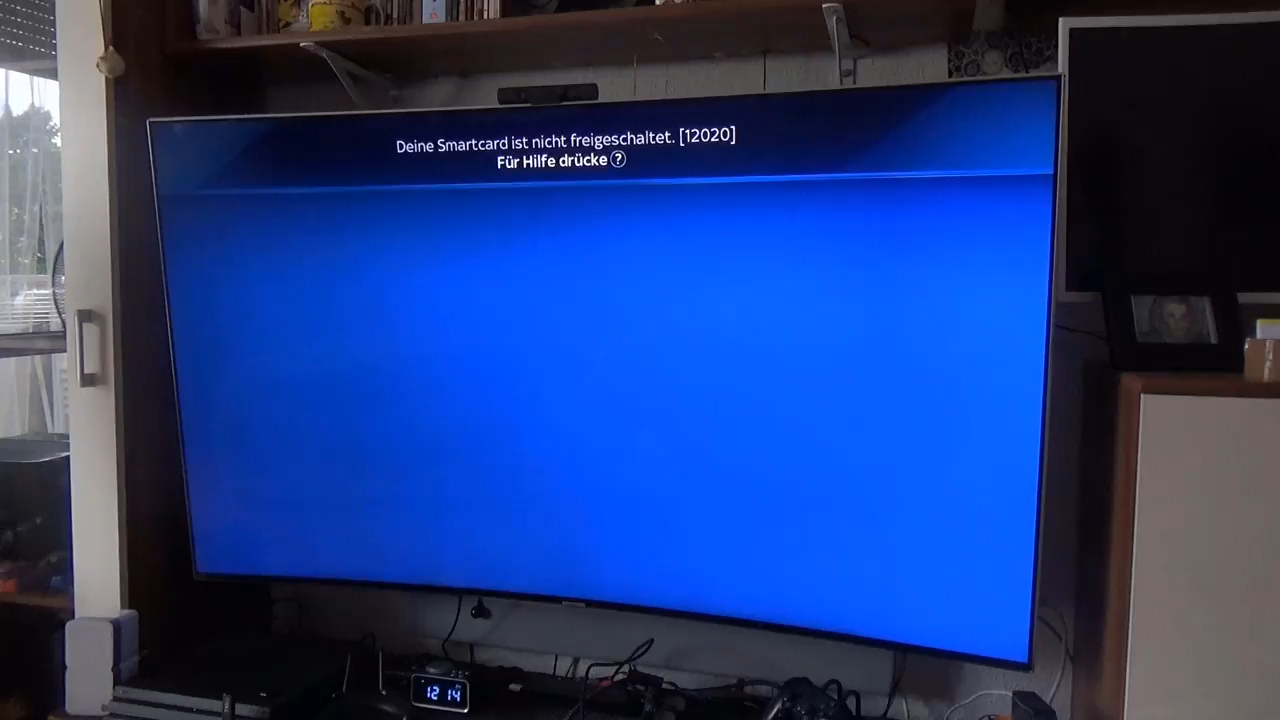 Deine Smartcard ist nicht freigeschaltet. [12020]
Für Hilfe drücke ?
12 14